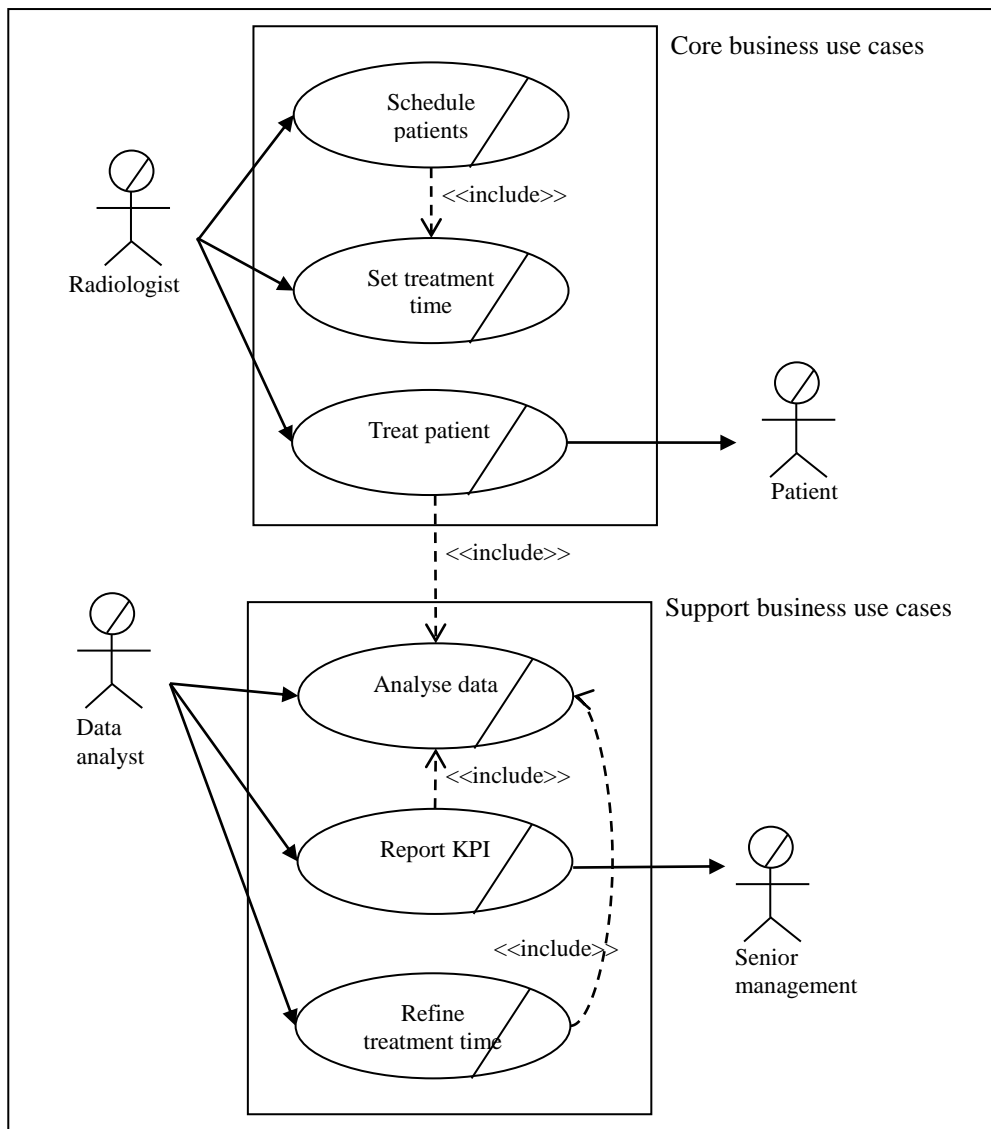 Core business use cases
Schedule
patients
<<include>>
Radiologist
Set treatment
time
Treat patient
Patient
<<include>>
Support business use cases
Analyse data
Data
analyst
<<include>>
Report KPI
<<include>>
Senior
management
Refine
treatment time